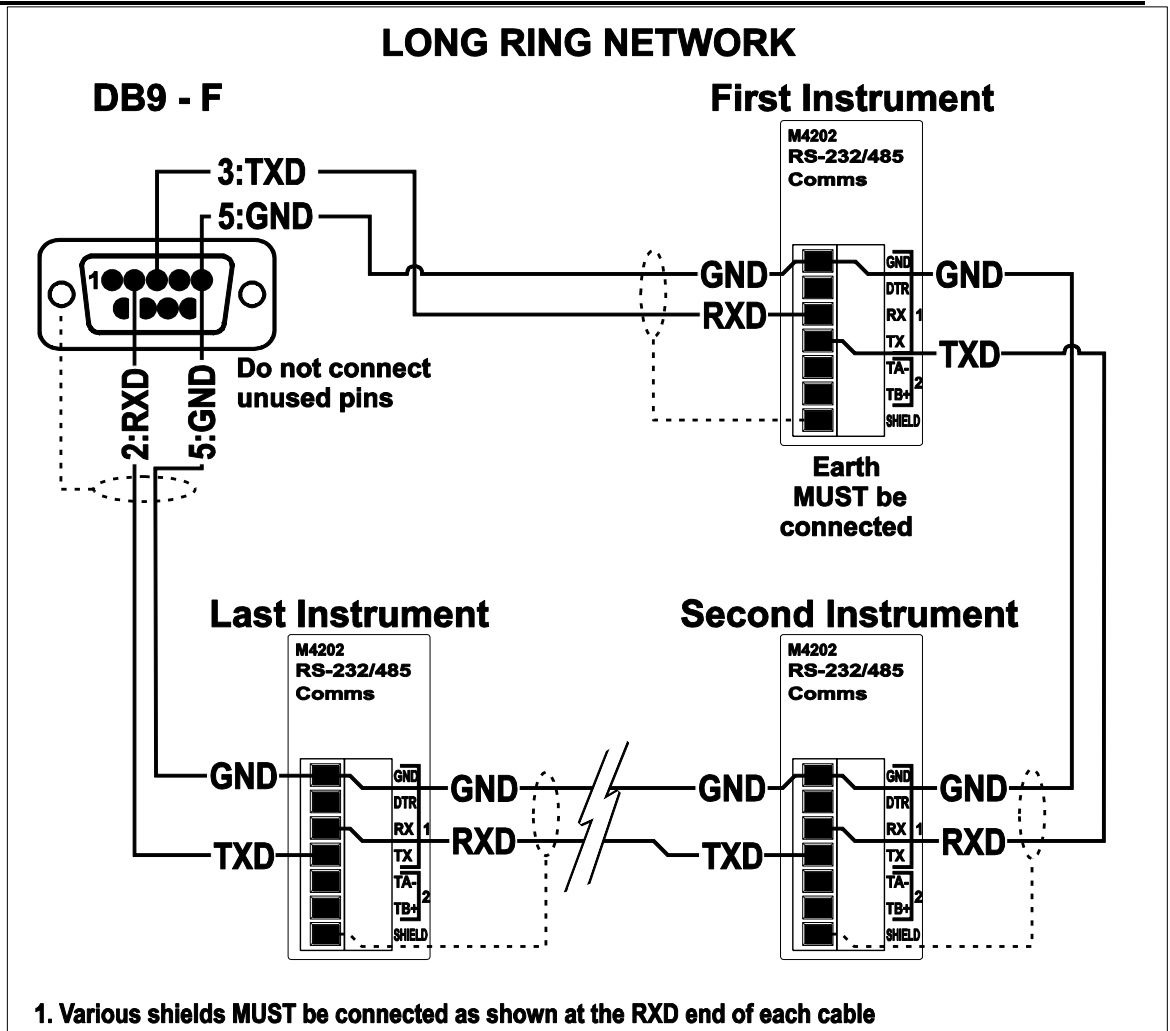 LONG RING NETWORK
DB9 - F
First Instrument
M4202
RS-232/485
Comms
3:TXD
5:GND
1
GND
RXD
GND
DTR
RX
1
TX
TA-
2
TB+
SHIELD
GND
TXD
Do not connect
unused pins
2:RXD
5:GND
Earth
MUST be
connected
Last Instrument
M4202
RS-232/485
Comms
GND
TXD
GND
DTR
RX
1
TX
TA-
2
TB+
SHIELD
GND
RXD
Second Instrument
M4202
RS-232/485
Comms
GND
TXD
GND
DTR
RX
1
TX
TA-
2
TB+
SHIELD
GND
RXD
1. Various shields MUST be connected as shown at the RXD end of each cable